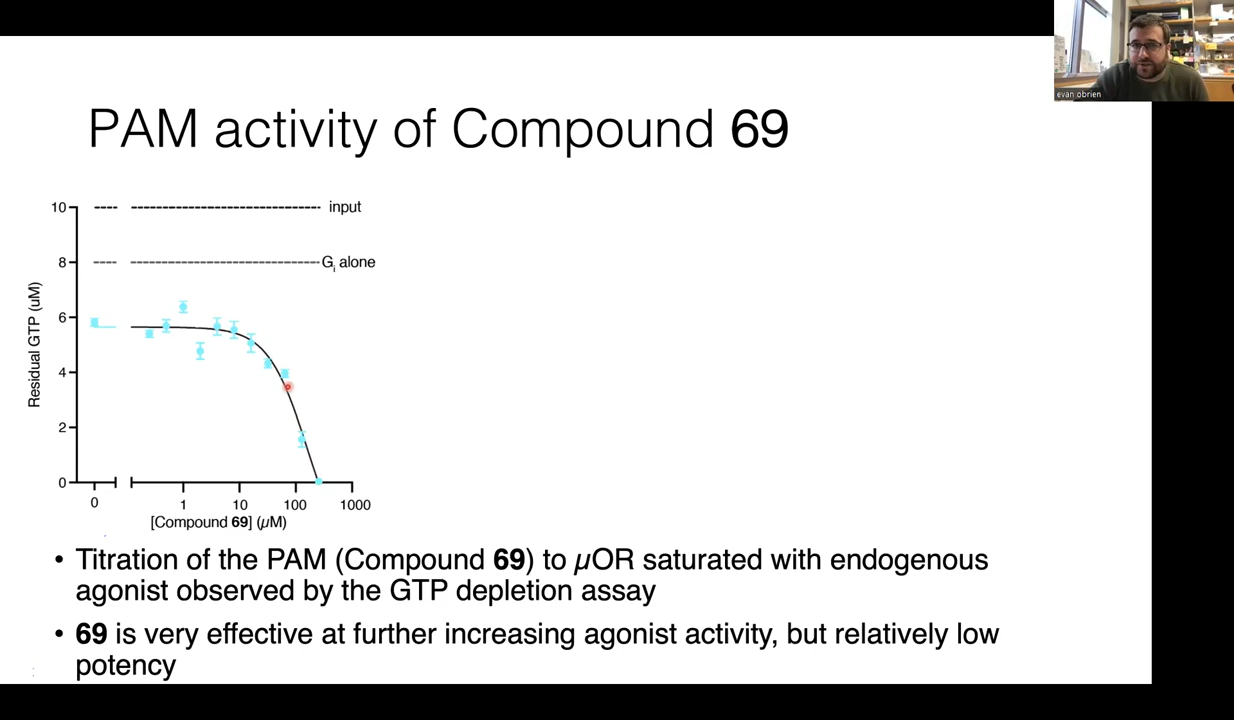 evan obrien
PAM activity of Compound 69
10
input
8
Gi alone
6
4
2
0
Residual GTP (uM)
0
1
10
100
1000
[Compound 69] (µM)
• Titration of the PAM (Compound 69) to µOR saturated with endogenous
agonist observed by the GTP depletion assay
• 69 is very effective at further increasing agonist activity, but relatively low
potency